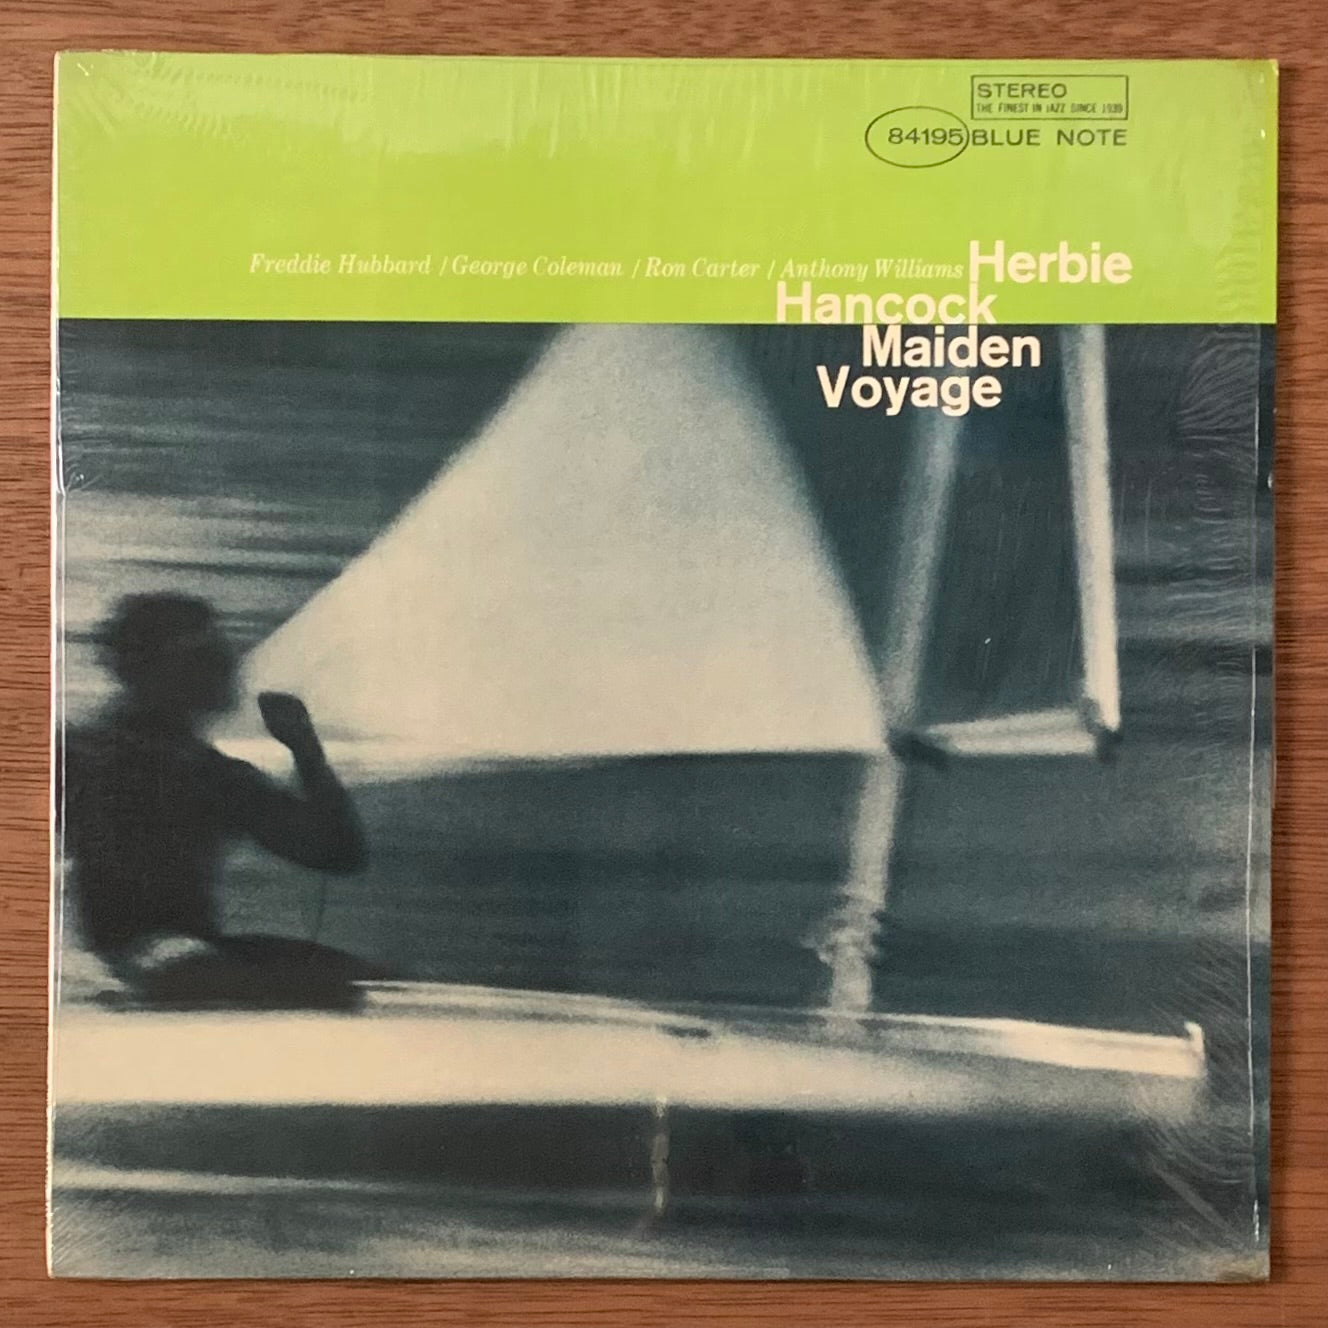 STEREO
THE FINEST IN JAZZ SINCE 1939
84195 BLUE NOTE
Freddie Hubbard / George Coleman / Ron Carter / Anthony Williams Herbie
Hancock
Maiden
Voyage